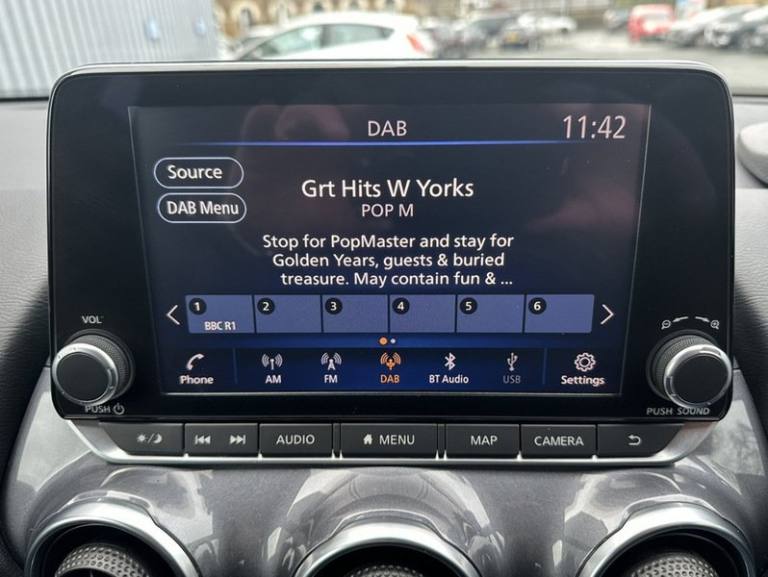 DAB
11:42
Source
DAB Menu
Grt Hits W Yorks
POP M
Stop for PopMaster and stay for
Golden Years, guests & buried
treasure. May contain fun & ...
1 2 3 4 5 6
BBC R1
Phone AM FM DAB BT Audio USB Settings
VOL
PUSH
PUSH SOUND
AUDIO MENU MAP CAMERA